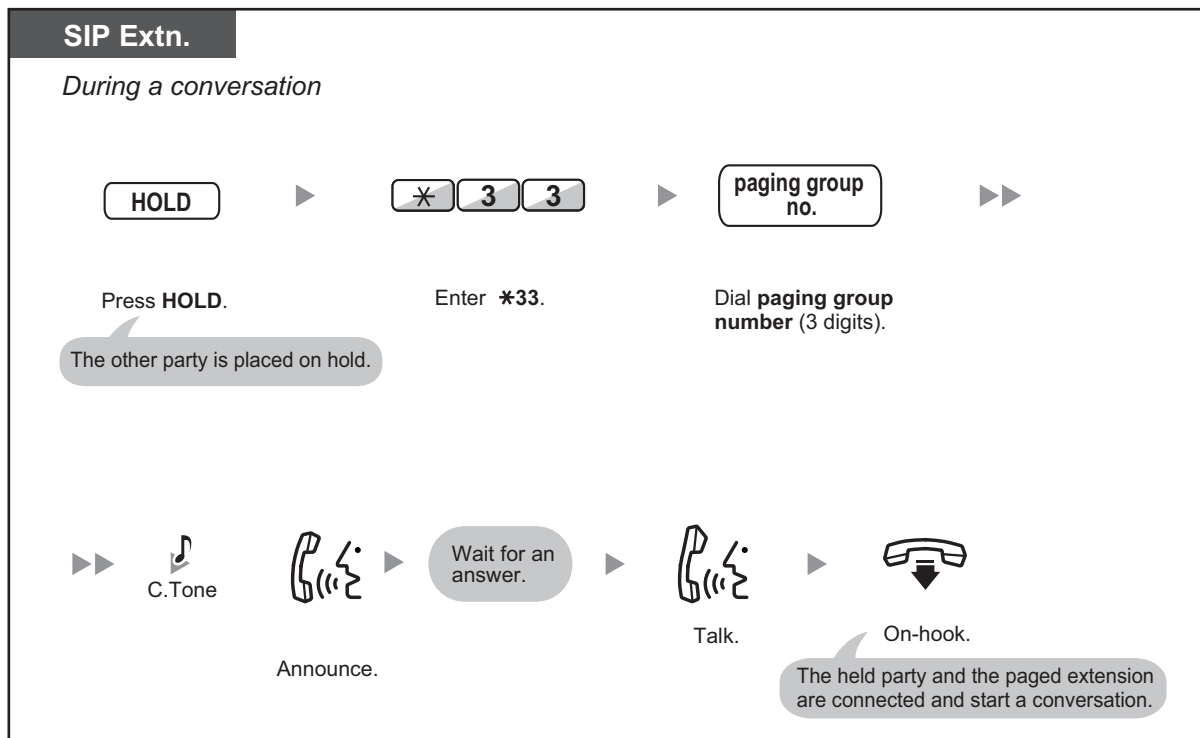 SIP Extn.
During a conversation
HOLD
* 3 3
paging group
no.
Press HOLD.
Enter *33.
Dial paging group
number (3 digits).
The other party is placed on hold.
C.Tone
Announce.
Wait for an
answer.
Talk.
On-hook.
The held party and the paged extension
are connected and start a conversation.